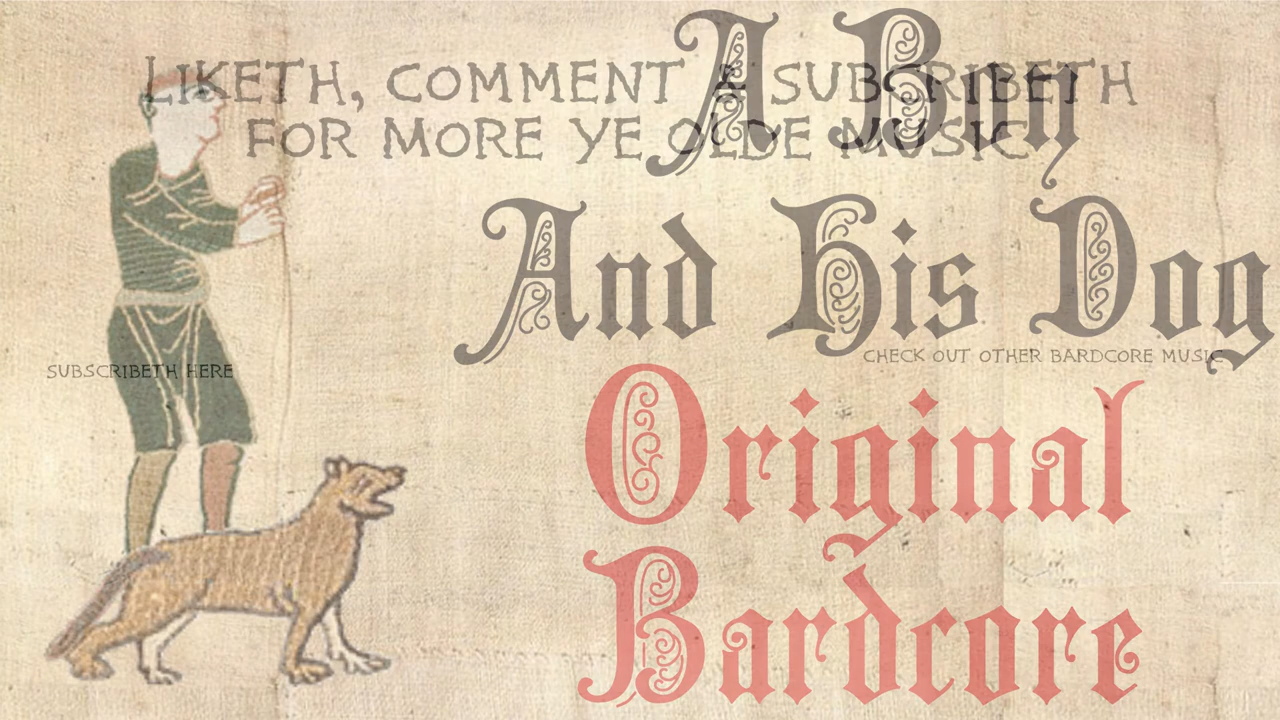 LIKETH, COMMENT & SUBSCRIBETH
FOR MORE YE OLDE MUSIC
A Boy
And His Dog
CHECK OUT OTHER BARDCORE MUSIC
SUBSCRIBETH HERE
Original
Bardcore